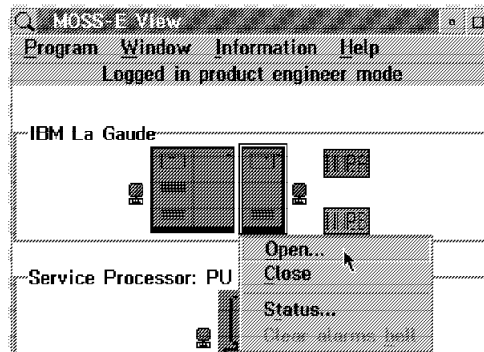 MOSS-E View
Program Window Information Help
Logged in product engineer mode
IBM La Gaude
Open...
Close
Service Processor: PU
Status...
Clear alarms bell